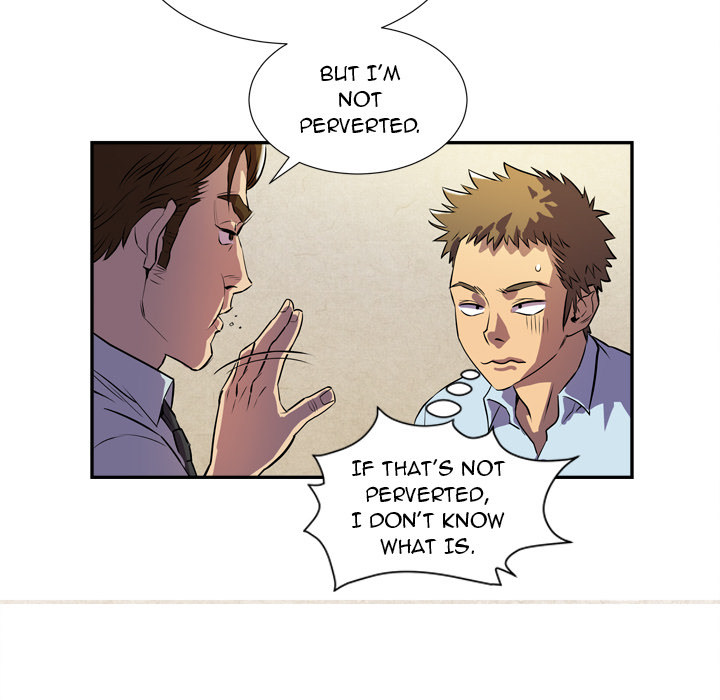 BUT I'M
NOT
PERVERTED.
IF THAT'S NOT
PERVERTED,
I DON'T KNOW
WHAT IS.